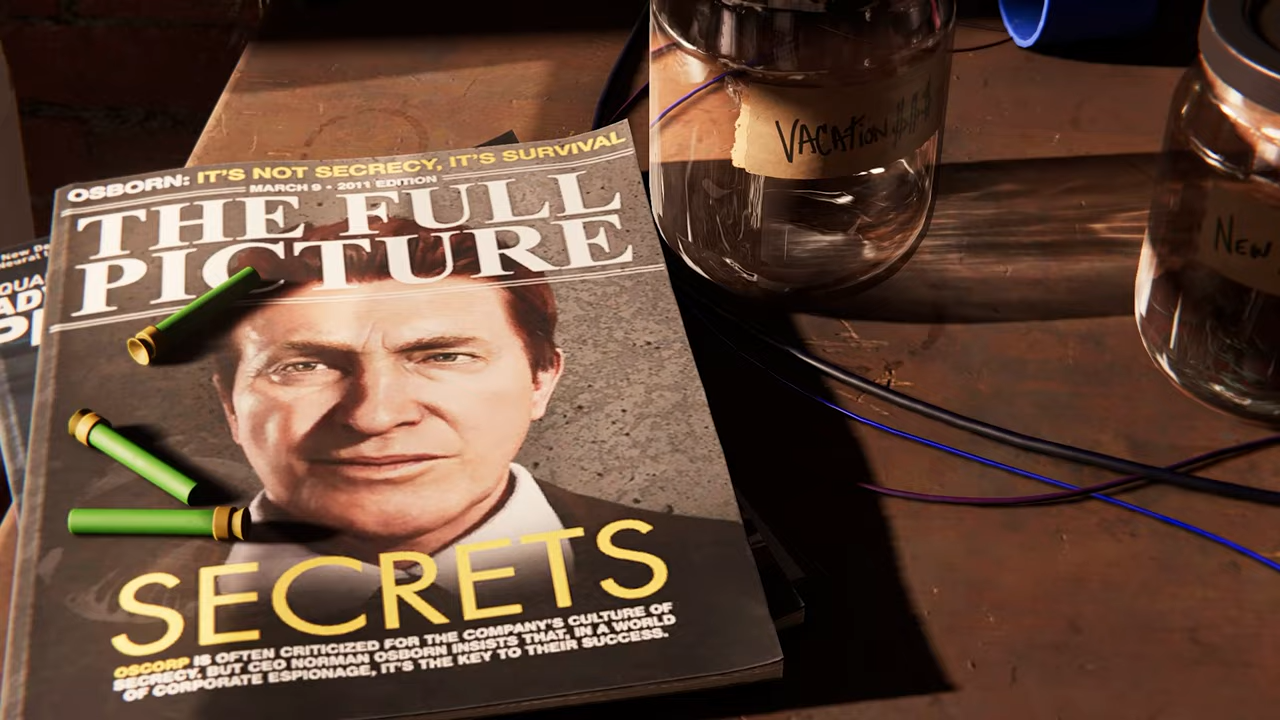 OSBORN: IT'S NOT SECRECY, IT'S SURVIVAL
MARCH 9 • 2011 EDITION
THE FULL
PICTURE
SECRETS
OSCORP IS OFTEN CRITICIZED FOR THE COMPANY'S CULTURE OF
SECRECY. BUT CEO NORMAN OSBORN INSISTS THAT, IN A WORLD
OF CORPORATE ESPIONAGE, IT'S THE KEY TO THEIR SUCCESS.
VACATION
NEW